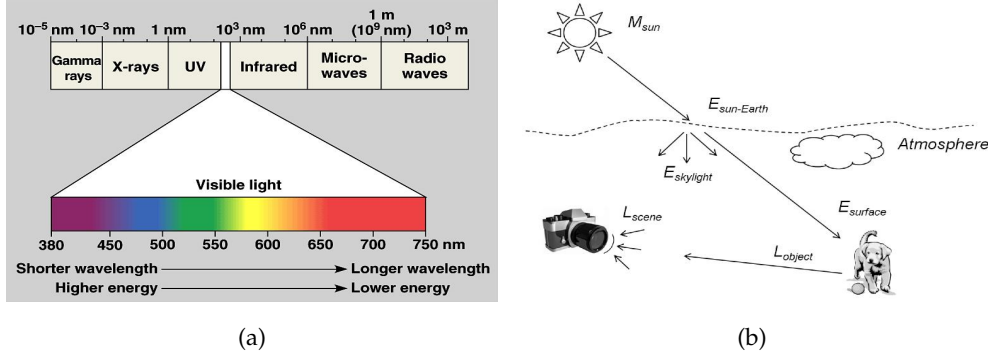 1 m
10⁻⁵ nm 10⁻³ nm 1 nm 10³ nm 10⁶ nm (10⁹ nm) 10³ m
Gamma rays X-rays UV Infrared Micro-waves Radio waves
Visible light
380 450 500 550 600 650 700 750 nm
Shorter wavelength Longer wavelength
Higher energy Lower energy
(a)
M_sun
E_sun-Earth
Atmosphere
E_skylight
L_scene
E_surface
L_object
(b)